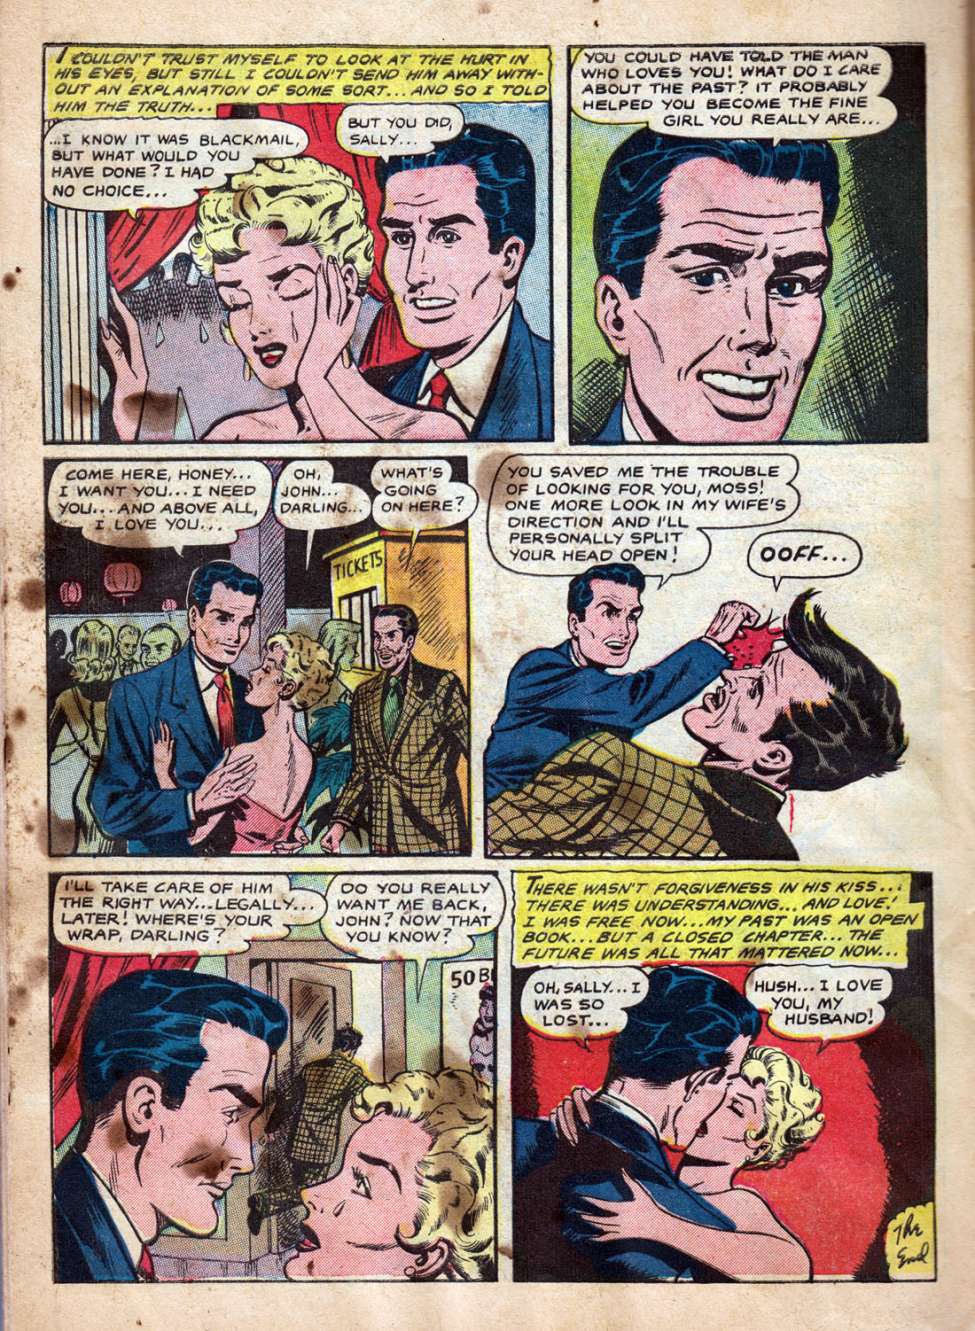 I COULDN'T TRUST MYSELF TO LOOK AT THE HURT IN
HIS EYES, BUT STILL I COULDN'T SEND HIM AWAY WITH-
OUT AN EXPLANATION OF SOME SORT... AND SO I TOLD
HIM THE TRUTH...
...I KNOW IT WAS BLACKMAIL,
BUT WHAT WOULD YOU
HAVE DONE? I HAD
NO CHOICE...
BUT YOU DID,
SALLY...
YOU COULD HAVE TOLD THE MAN
WHO LOVES YOU! WHAT DO I CARE
ABOUT THE PAST? IT PROBABLY
HELPED YOU BECOME THE FINE
GIRL YOU REALLY ARE...
COME HERE, HONEY...
I WANT YOU... I NEED
YOU... AND ABOVE ALL,
I LOVE YOU...
OH,
JOHN...
DARLING...
WHAT'S
GOING
ON HERE?
TICKETS
YOU SAVED ME THE TROUBLE
OF LOOKING FOR YOU, MOSS!
ONE MORE LOOK IN MY WIFE'S
DIRECTION AND I'LL
PERSONALLY SPLIT
YOUR HEAD OPEN!
OOFF...
I'LL TAKE CARE OF HIM
THE RIGHT WAY... LEGALLY...
LATER! WHERE'S YOUR
WRAP, DARLING?
DO YOU REALLY
WANT ME BACK,
JOHN? NOW THAT
YOU KNOW?
50 B
THERE WASN'T FORGIVENESS IN HIS KISS...
THERE WAS UNDERSTANDING... AND LOVE!
I WAS FREE NOW... MY PAST WAS AN OPEN
BOOK... BUT A CLOSED CHAPTER... THE
FUTURE WAS ALL THAT MATTERED NOW...
OH, SALLY... I
WAS SO
LOST...
HUSH... I LOVE
YOU, MY
HUSBAND!
The
End